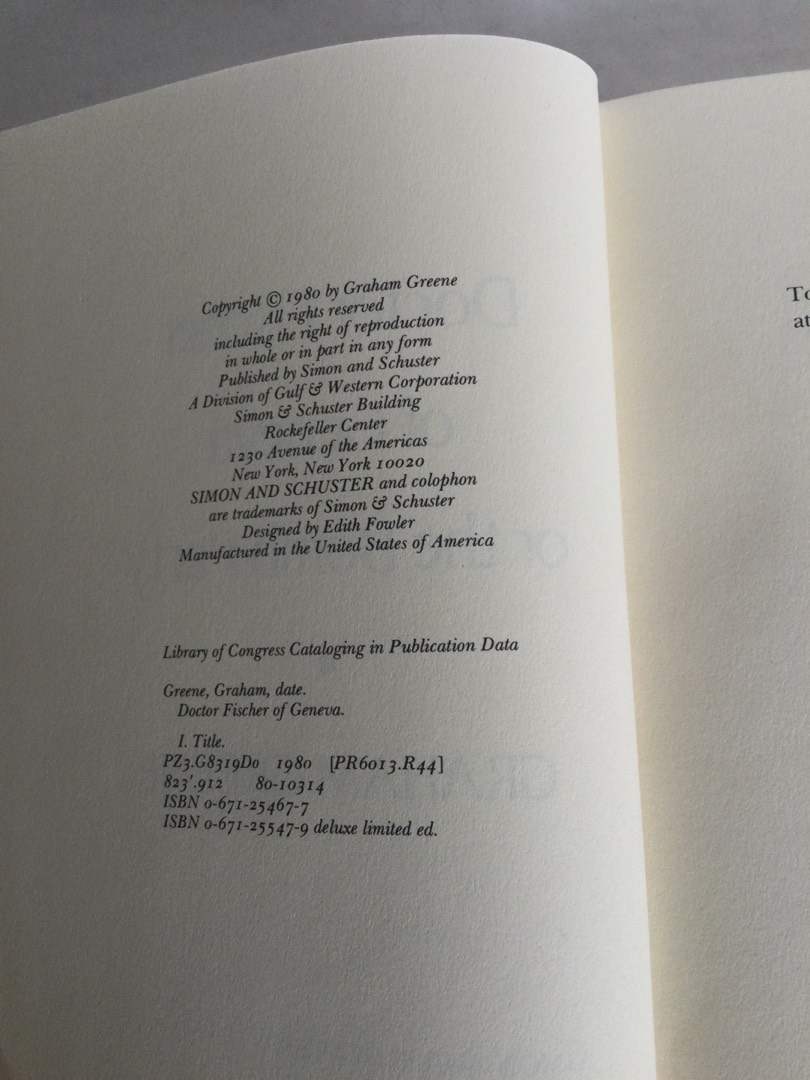 Copyright © 1980 by Graham Greene
All rights reserved
including the right of reproduction
in whole or in part in any form
Published by Simon and Schuster
A Division of Gulf & Western Corporation
Simon & Schuster Building
Rockefeller Center
1230 Avenue of the Americas
New York, New York 10020
SIMON AND SCHUSTER and colophon
are trademarks of Simon & Schuster
Designed by Edith Fowler
Manufactured in the United States of America
Library of Congress Cataloging in Publication Data
Greene, Graham, date.
Doctor Fischer of Geneva.
I. Title.
PZ3.G8319Do 1980 [PR6013.R44]
823'.912 80-10314
ISBN 0-671-25467-7
ISBN 0-671-25547-9 deluxe limited ed.
To
at